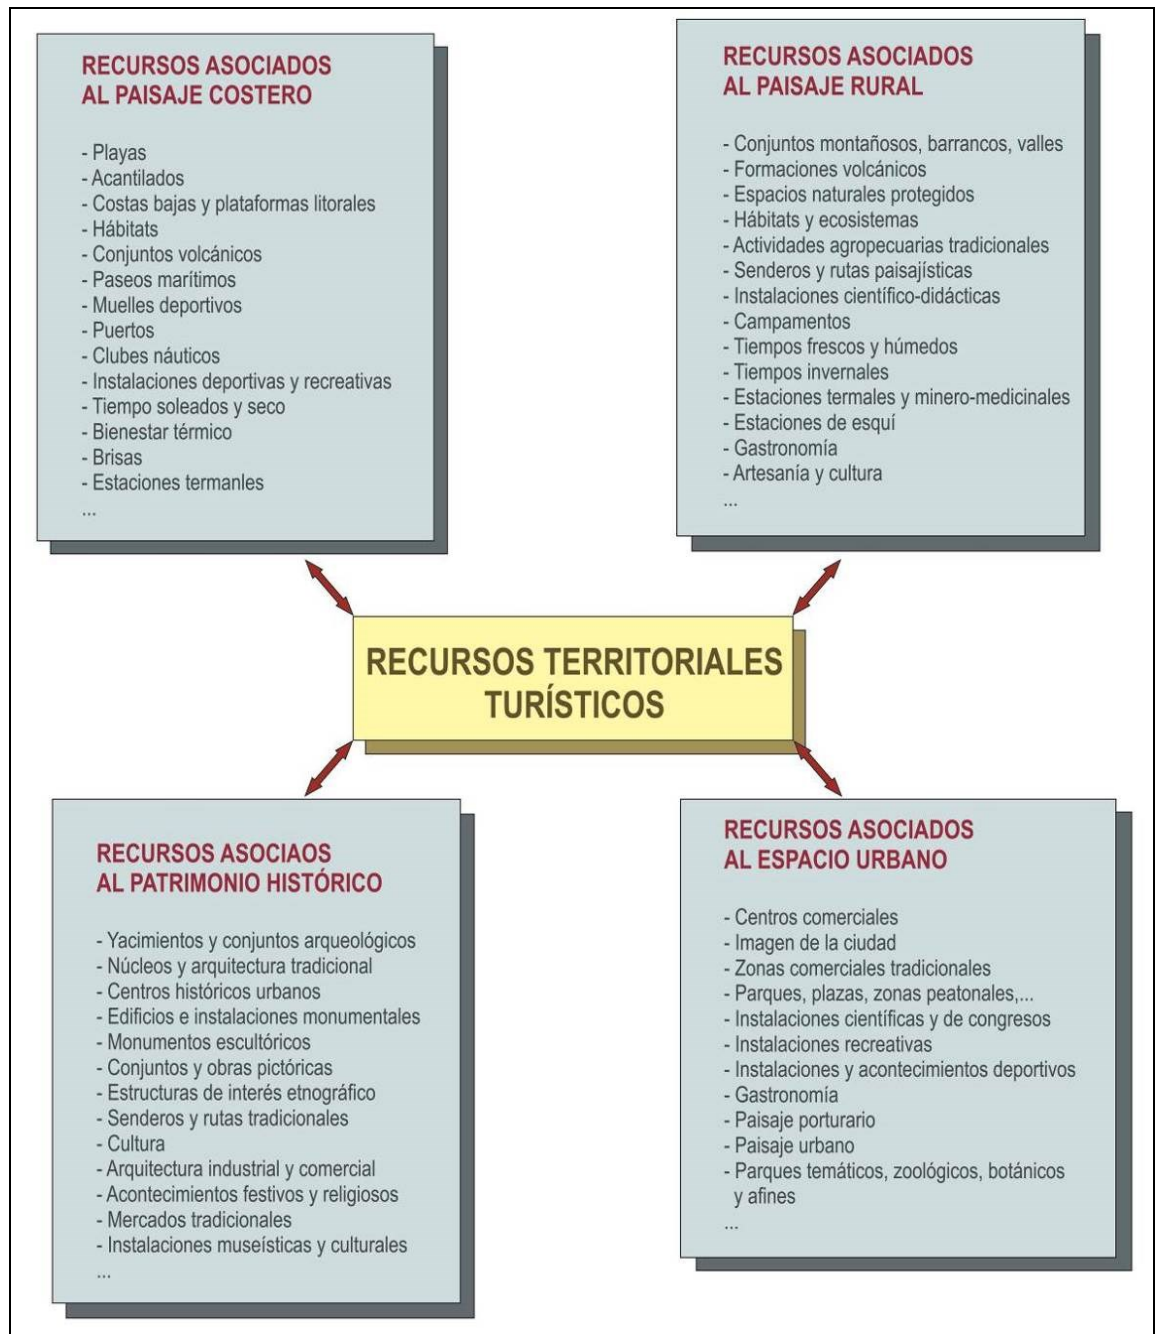 RECURSOS ASOCIADOS
AL PAISAJE COSTERO
- Playas
- Acantilados
- Costas bajas y plataformas litorales
- Hábitats
- Conjuntos volcánicos
- Paseos marítimos
- Muelles deportivos
- Puertos
- Clubes náuticos
- Instalaciones deportivas y recreativas
- Tiempo soleados y seco
- Bienestar térmico
- Brisas
- Estaciones termanles
...
RECURSOS ASOCIADOS
AL PAISAJE RURAL
- Conjuntos montañosos, barrancos, valles
- Formaciones volcánicos
- Espacios naturales protegidos
- Hábitats y ecosistemas
- Actividades agropecuarias tradicionales
- Senderos y rutas paisajísticas
- Instalaciones científico-didácticas
- Campamentos
- Tiempos frescos y húmedos
- Tiempos invernales
- Estaciones termales y minero-medicinales
- Estaciones de esquí
- Gastronomía
- Artesanía y cultura
...
RECURSOS TERRITORIALES
TURÍSTICOS
RECURSOS ASOCIAOS
AL PATRIMONIO HISTÓRICO
- Yacimientos y conjuntos arqueológicos
- Núcleos y arquitectura tradicional
- Centros históricos urbanos
- Edificios e instalaciones monumentales
- Monumentos escultóricos
- Conjuntos y obras pictóricas
- Estructuras de interés etnográfico
- Senderos y rutas tradicionales
- Cultura
- Arquitectura industrial y comercial
- Acontecimientos festivos y religiosos
- Mercados tradicionales
- Instalaciones museísticas y culturales
...
RECURSOS ASOCIADOS
AL ESPACIO URBANO
- Centros comerciales
- Imagen de la ciudad
- Zonas comerciales tradicionales
- Parques, plazas, zonas peatonales,...
- Instalaciones científicas y de congresos
- Instalaciones recreativas
- Instalaciones y acontecimientos deportivos
- Gastronomía
- Paisaje porturario
- Paisaje urbano
- Parques temáticos, zoológicos, botánicos
y afines
...